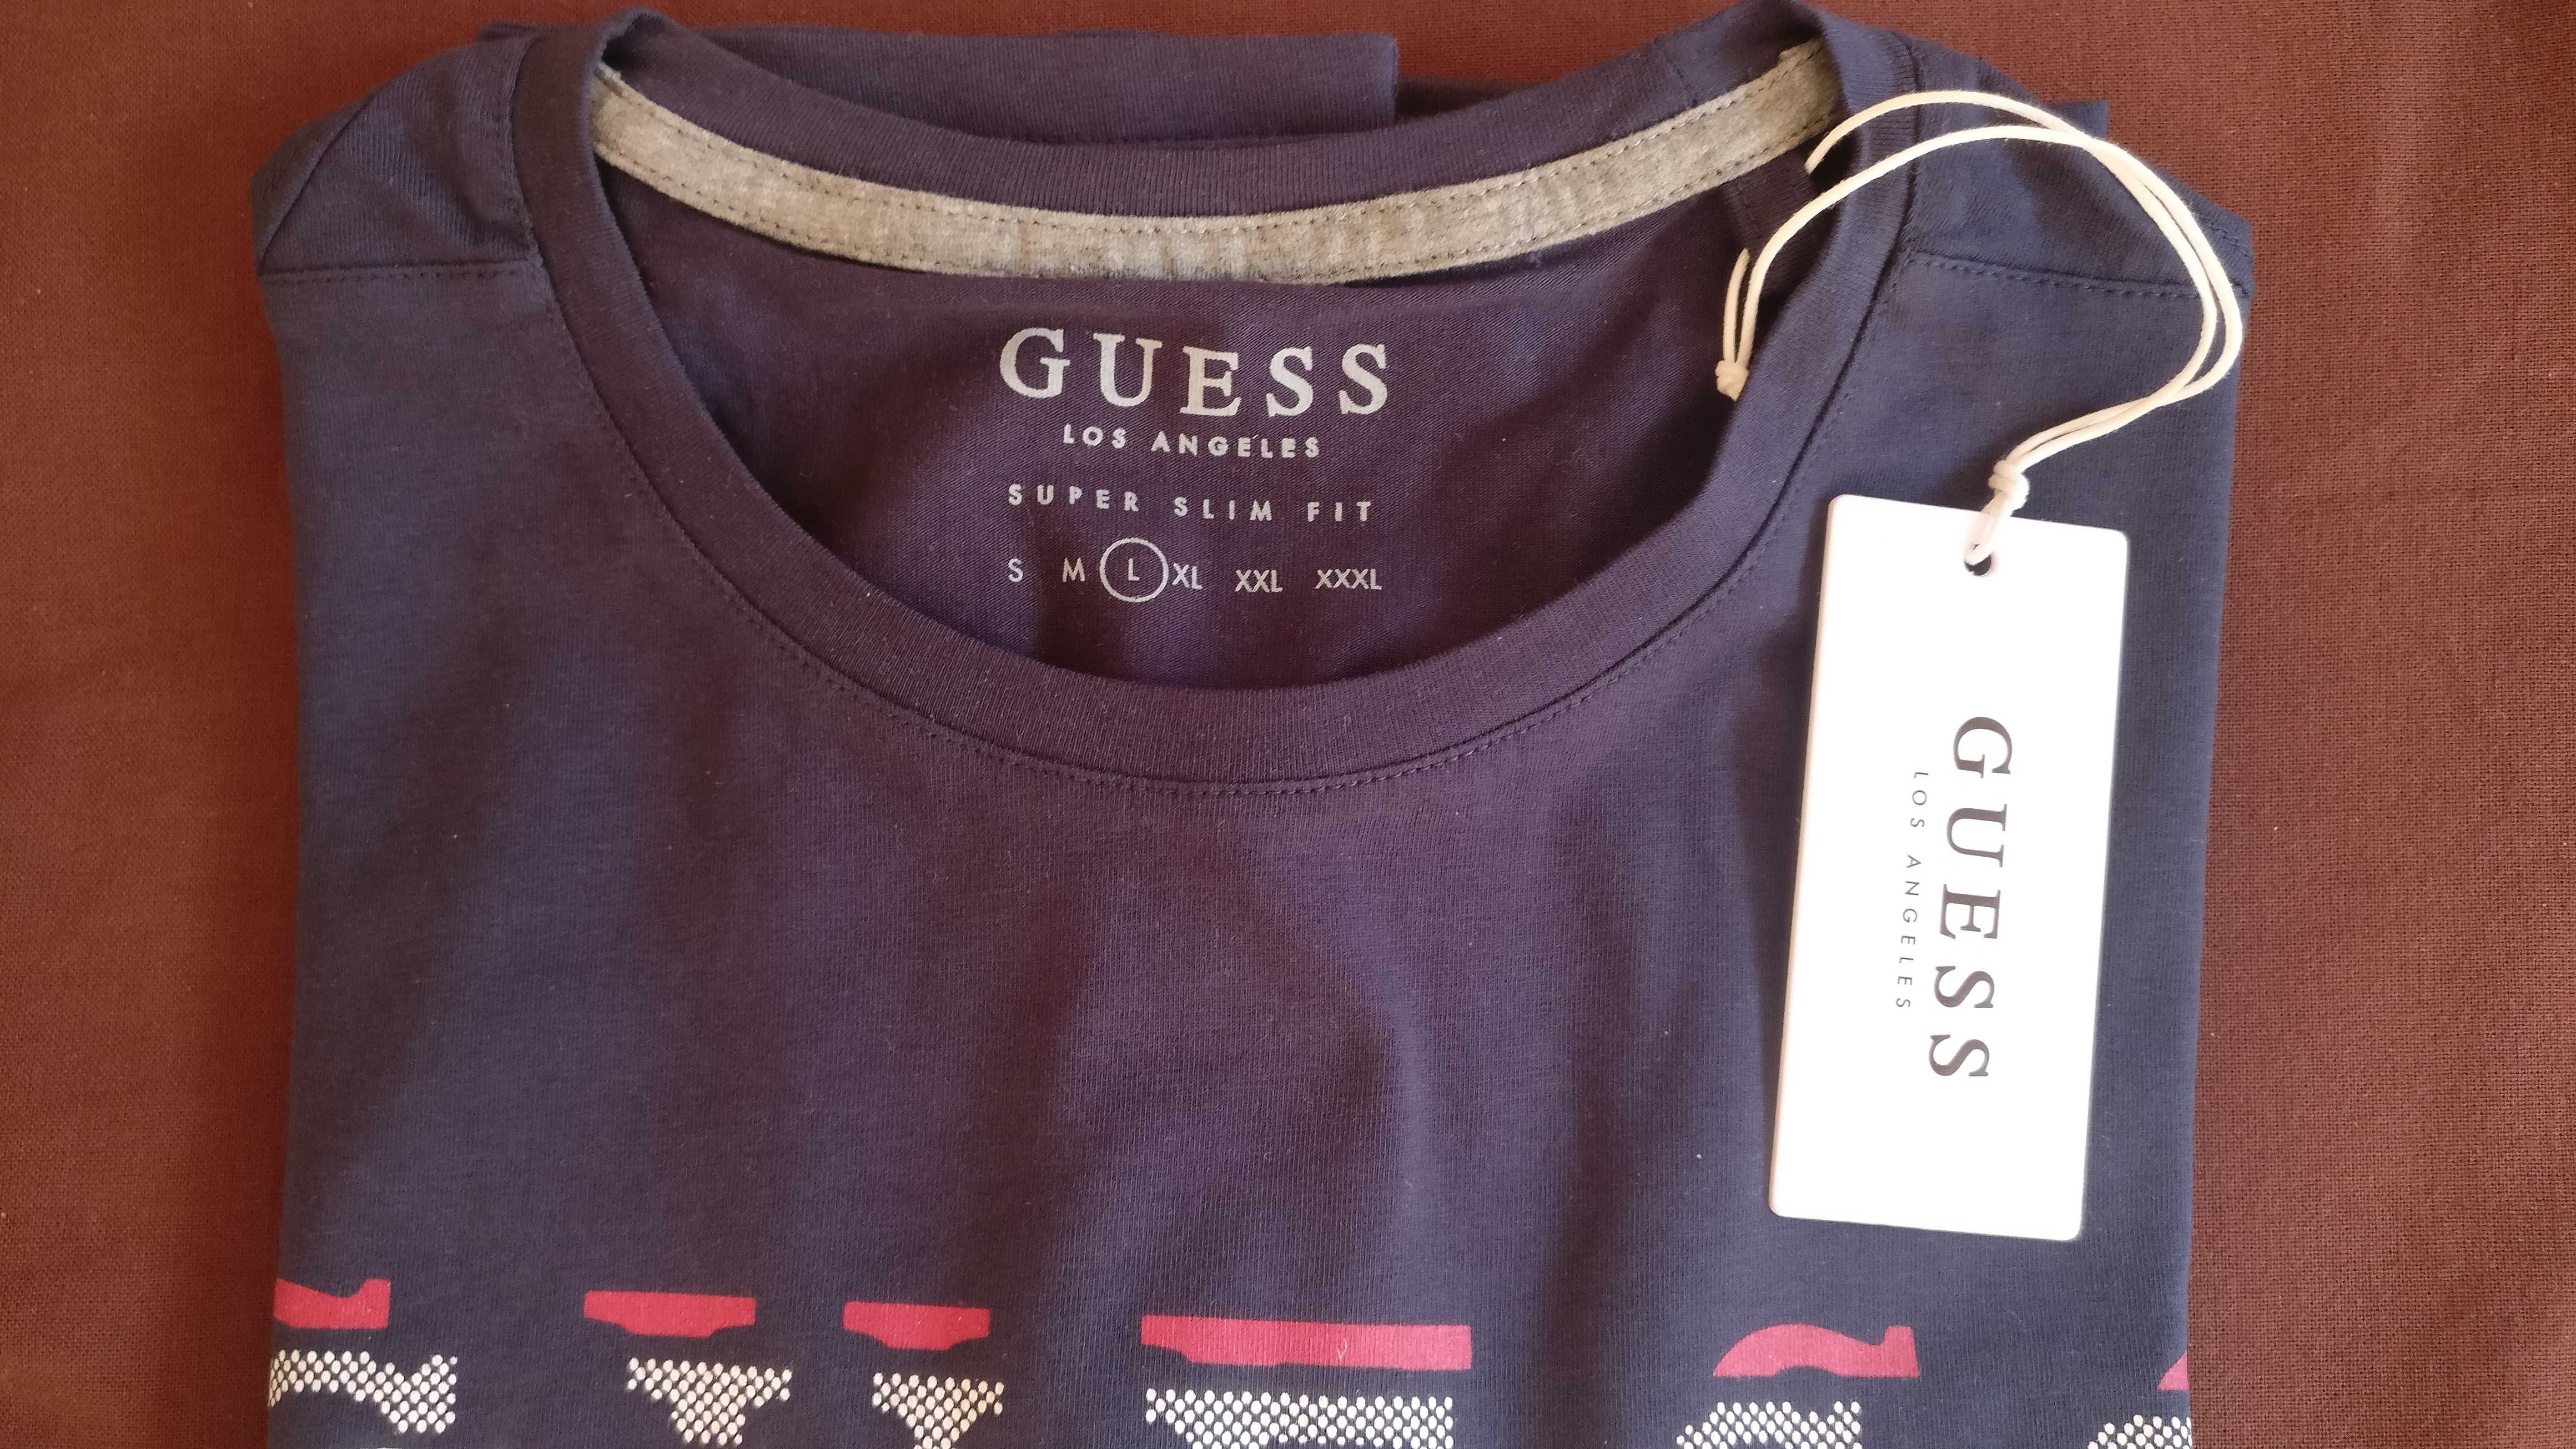 GUESS
LOS ANGELES
SUPER SLIM FIT
S M L XL XXL XXXL
GUESS
LOS ANGELES